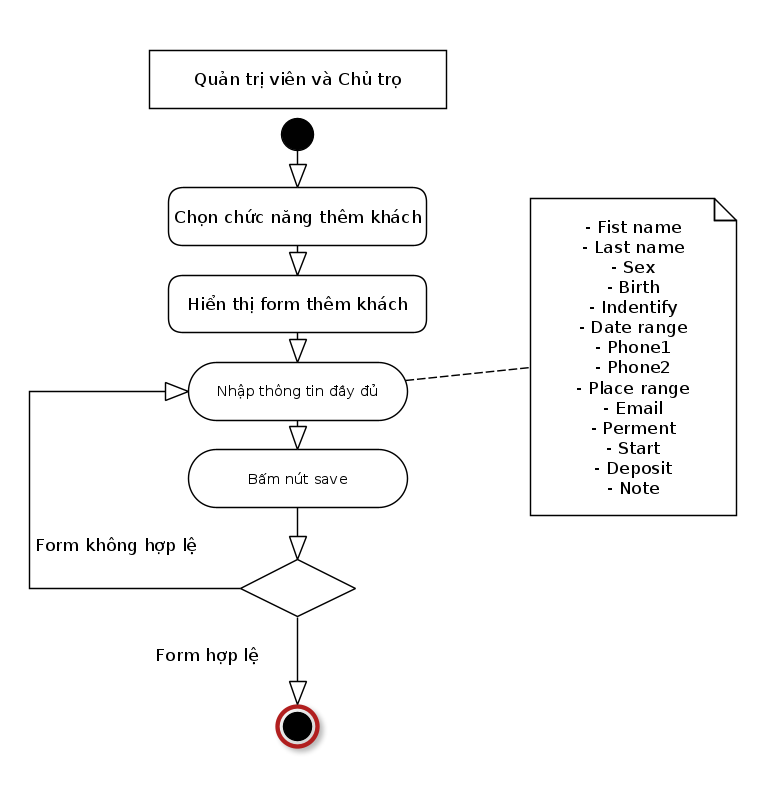 Quản trị viên và Chủ trọ
Chọn chức năng thêm khách
Hiển thị form thêm khách
Nhập thông tin đầy đủ
Bấm nút save
Form không hợp lệ
Form hợp lệ
- Fist name
- Last name
- Sex
- Birth
- Indentify
- Date range
- Phone1
- Phone2
- Place range
- Email
- Perment
- Start
- Deposit
- Note